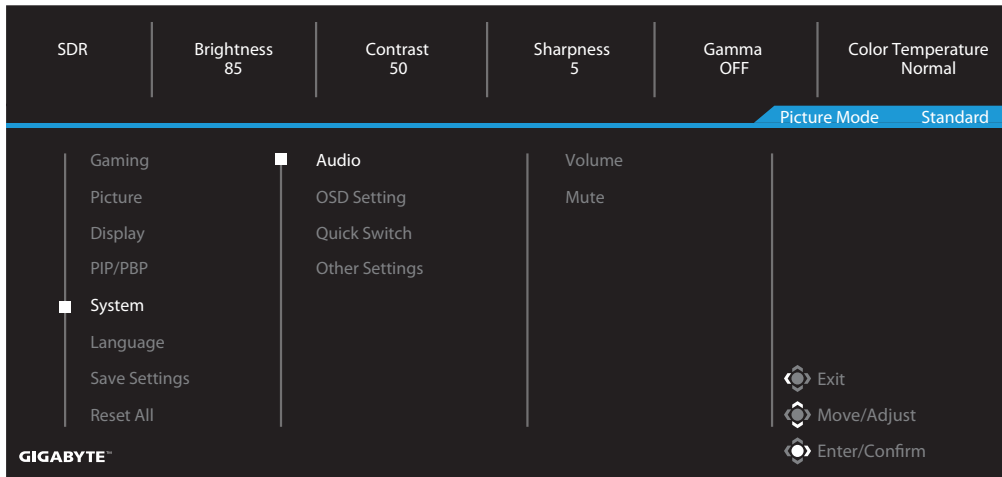 SDR
Brightness
85
Contrast
50
Sharpness
5
Gamma
OFF
Color Temperature
Normal
Picture Mode Standard
Gaming
Picture
Display
PIP/PBP
System
Language
Save Settings
Reset All
Audio
OSD Setting
Quick Switch
Other Settings
Volume
Mute
Exit
Move/Adjust
Enter/Confirm
GIGABYTE™